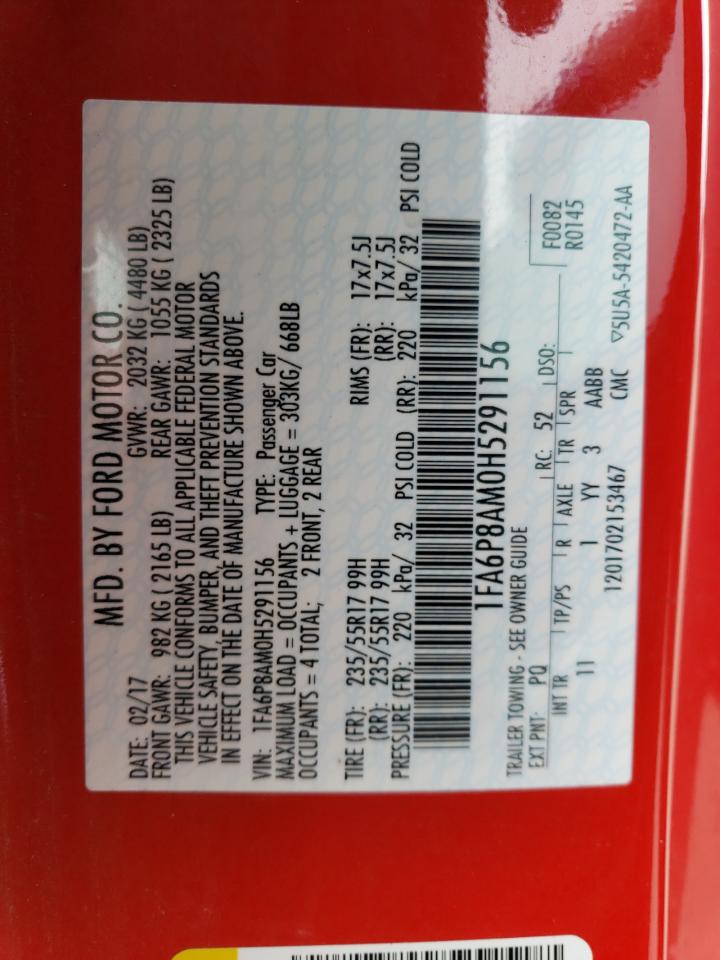 MFD. BY FORD MOTOR CO.
DATE: 02/17 GVWR: 2032 KG ( 4480 LB)
FRONT GAWR: 982 KG ( 2165 LB) REAR GAWR: 1055 KG ( 2325 LB)
THIS VEHICLE CONFORMS TO ALL APPLICABLE FEDERAL MOTOR
VEHICLE SAFETY, BUMPER, AND THEFT PREVENTION STANDARDS
IN EFFECT ON THE DATE OF MANUFACTURE SHOWN ABOVE.
VIN: 1FA6P8AM0H5291156 TYPE: Passenger Car
MAXIMUM LOAD = OCCUPANTS + LUGGAGE = 303KG/ 668LB
OCCUPANTS = 4 TOTAL; 2 FRONT, 2 REAR
TIRE (FR): 235/55R17 99H RIMS (FR): 17x7.5J
(RR): 235/55R17 99H (RR): 17x7.5J
PRESSURE (FR): 220 kPa/ 32 PSI COLD (RR): 220 kPa/ 32 PSI COLD
1FA6P8AM0H5291156
TRAILER TOWING - SEE OWNER GUIDE
EXT PNT: PQ RC: 52 DSO: F0082
R0145
INT TR TP/PS R AXLE TR SPR
11 1 YY 3 AABB
1201702153467 CMC ▽5U5A-5420472-AA